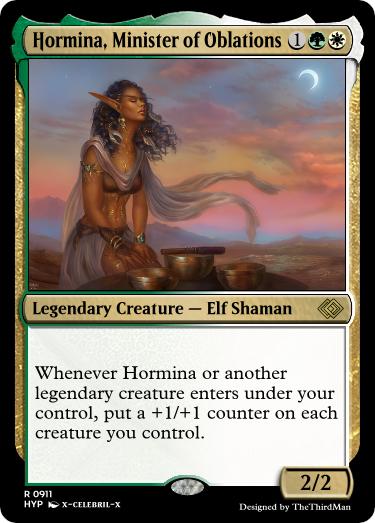 Hormina, Minister of Oblations 1
Legendary Creature — Elf Shaman
Whenever Hormina or another
legendary creature enters under your
control, put a +1/+1 counter on each
creature you control.
2/2
R 0911
HYP X-CELEBRIL-X
Designed by TheThirdMan